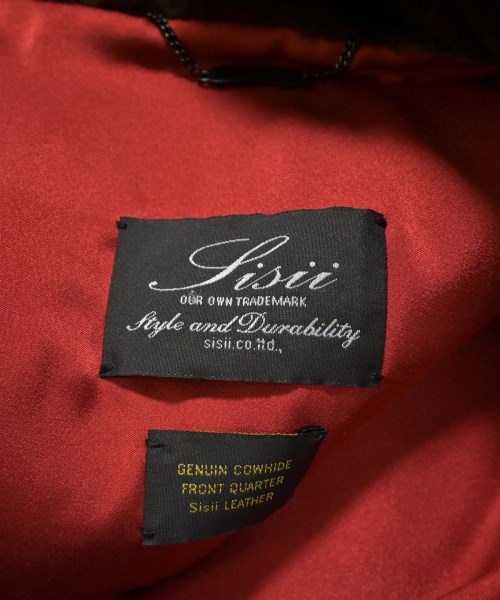 Sisii
OUR OWN TRADEMARK
Style and Durability
sisii.co.ltd.,
GENUIN COWHIDE
FRONT QUARTER
Sisii LEATHER